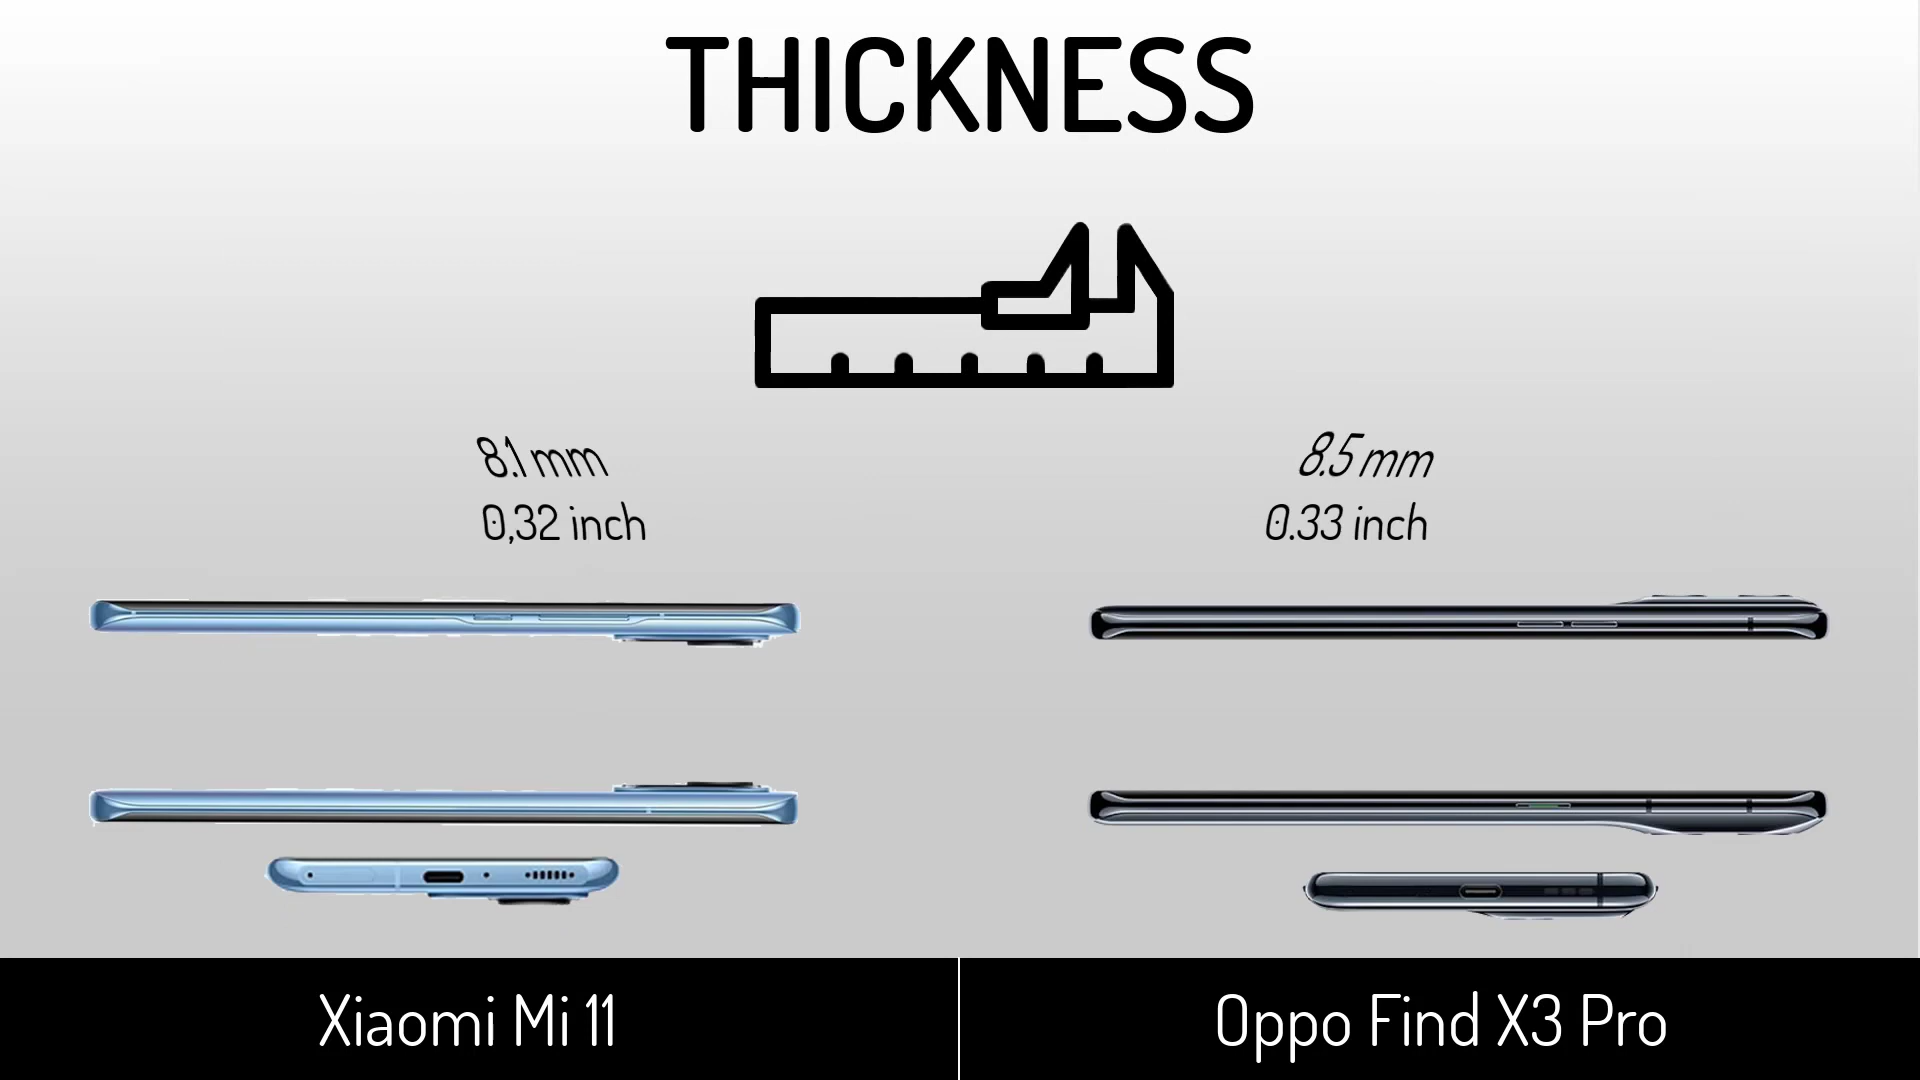 THICKNESS
8.1 mm
0,32 inch
8.5 mm
0.33 inch
Xiaomi Mi 11
Oppo Find X3 Pro